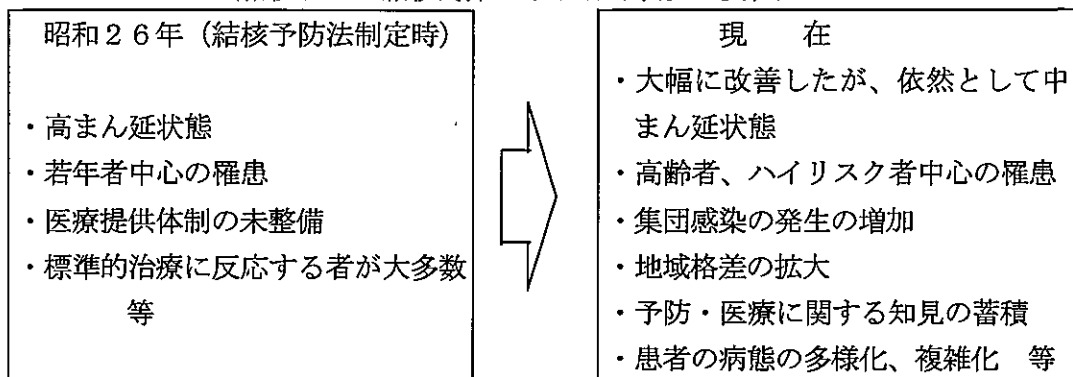 昭和２６年（結核予防法制定時）
・高まん延状態
・若年者中心の罹患
・医療提供体制の未整備
・標準的治療に反応する者が大多数
等
現　　在
・大幅に改善したが、依然として中
まん延状態
・高齢者、ハイリスク者中心の罹患
・集団感染の発生の増加
・地域格差の拡大
・予防・医療に関する知見の蓄積
・患者の病態の多様化、複雑化　等